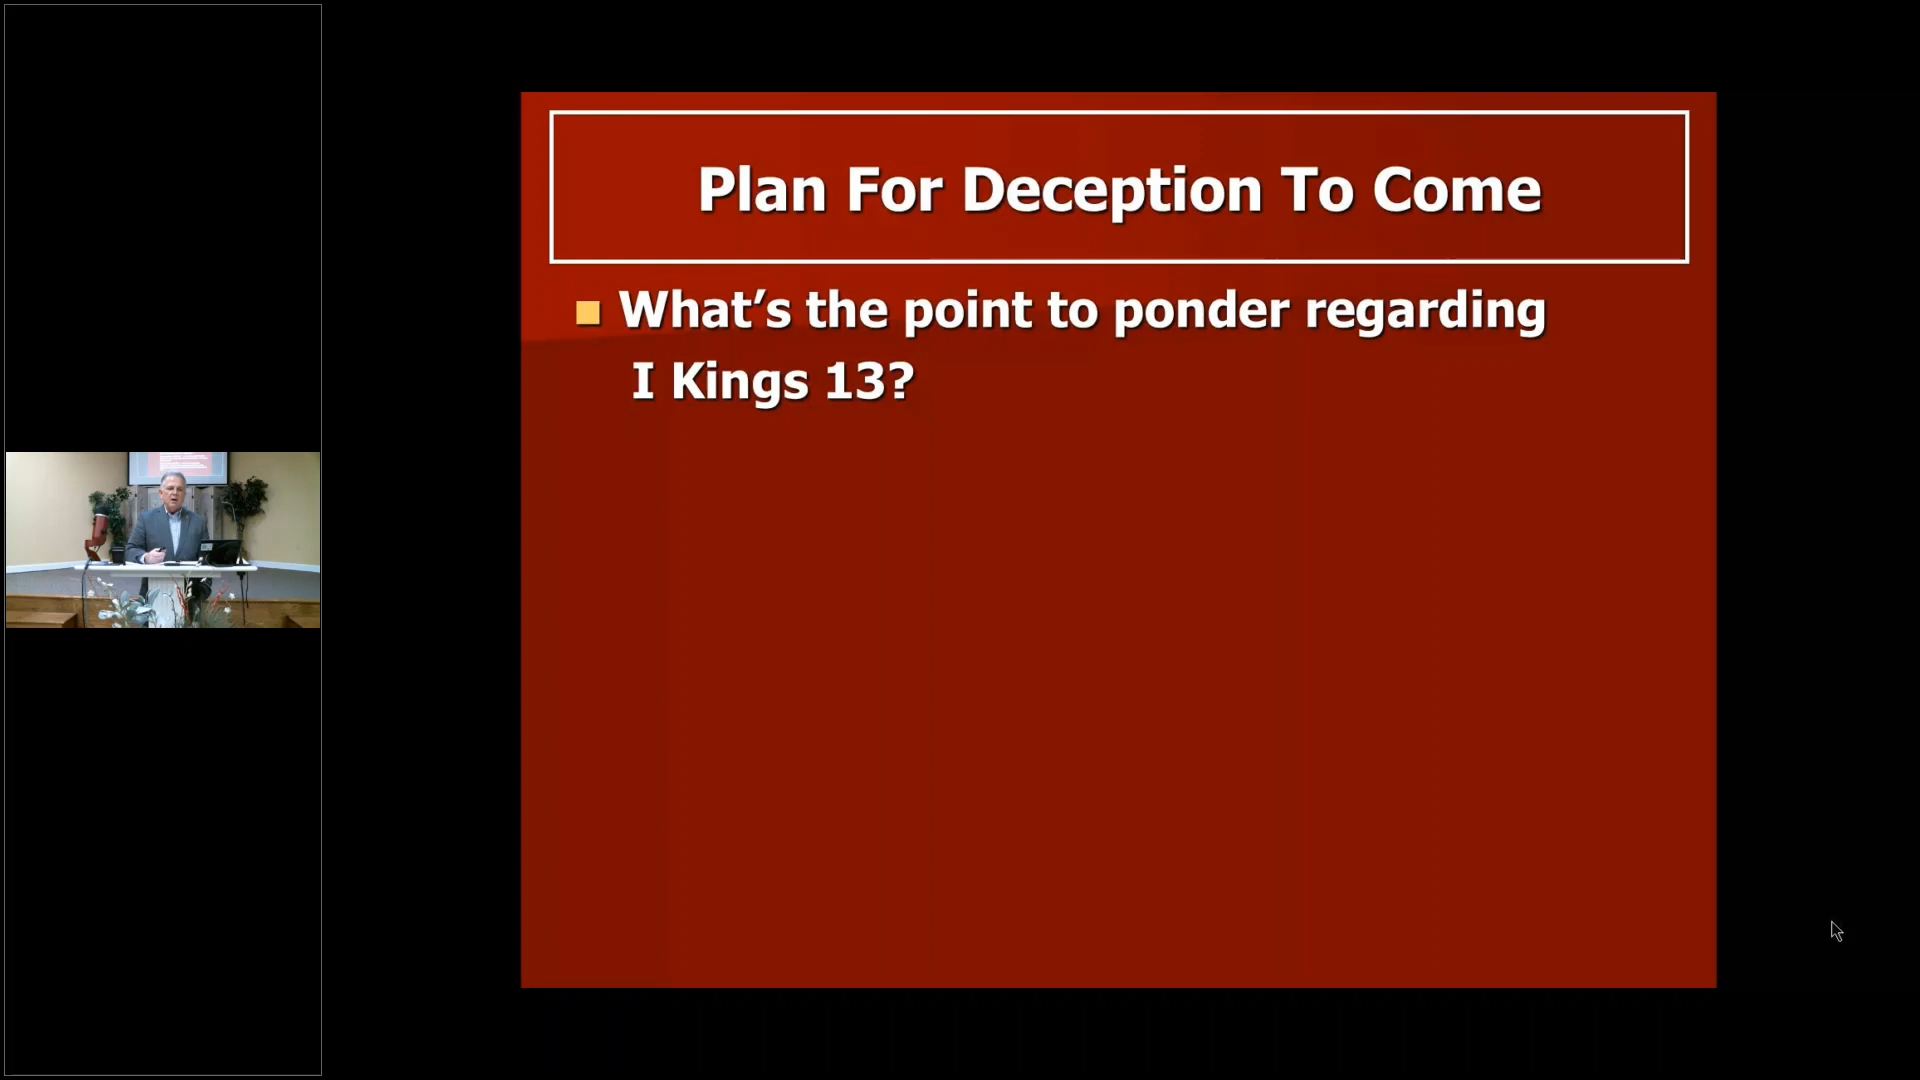 Plan For Deception To Come
What’s the point to ponder regarding
I Kings 13?